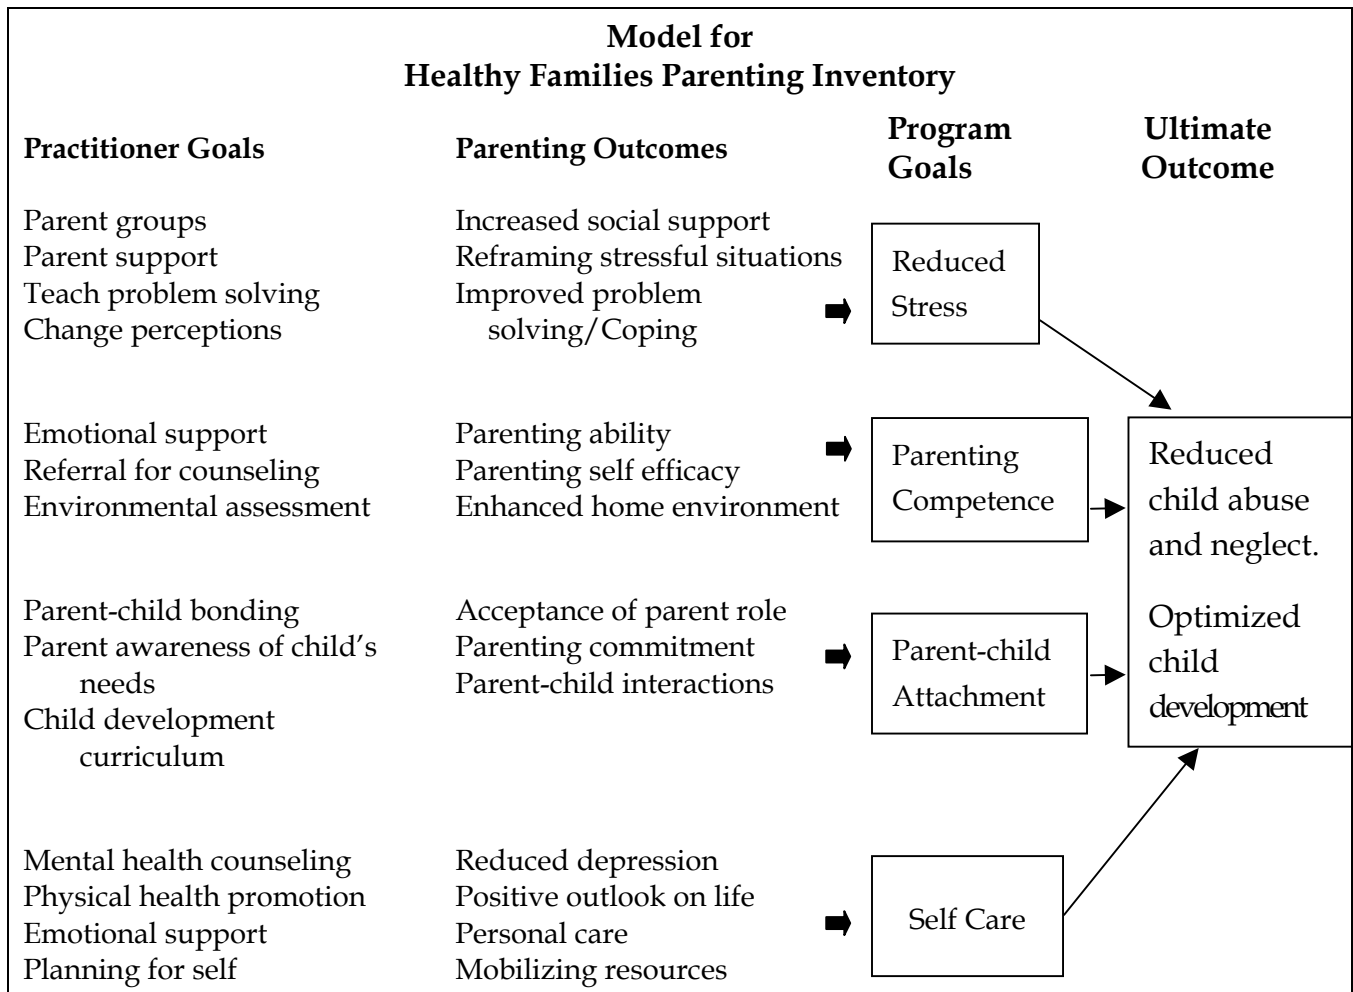 Model for
Healthy Families Parenting Inventory
Practitioner Goals
Parenting Outcomes
Program
Goals
Ultimate
Outcome
Parent groups
Parent support
Teach problem solving
Change perceptions
Increased social support
Reframing stressful situations
Improved problem
solving/Coping
Reduced
Stress
Emotional support
Referral for counseling
Environmental assessment
Parenting ability
Parenting self efficacy
Enhanced home environment
Parenting
Competence
Parent-child bonding
Parent awareness of child’s
needs
Child development
curriculum
Acceptance of parent role
Parenting commitment
Parent-child interactions
Parent-child
Attachment
Mental health counseling
Physical health promotion
Emotional support
Planning for self
Reduced depression
Positive outlook on life
Personal care
Mobilizing resources
Self Care
Reduced
child abuse
and neglect.
Optimized
child
development